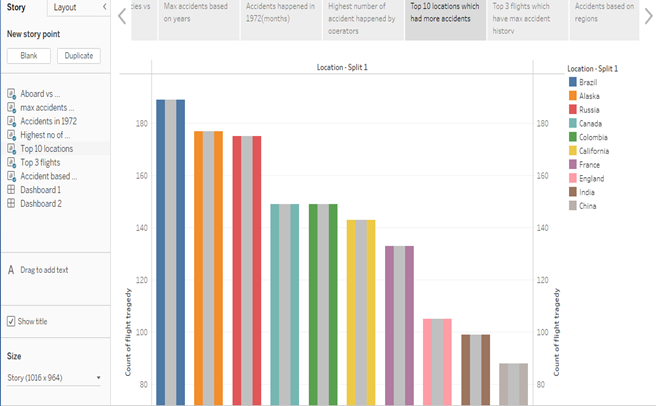 Story
Layout
New story point
Blank
Duplicate
Aboard vs ...
max accidents ...
Accidents in 1972
Highest no of ...
Top 10 locations
Top 3 flights
Accident based ...
Dashboard 1
Dashboard 2
A Drag to add text
Show title
Size
Story (1016 x 964)
ies vs
Max accidents based
on years
Accidents happened in
1972(months)
Highest number of
accident happened by
operators
Top 10 locations which
had more accidents
Top 3 flights which
have max accident
history
Accidents based on
regions
Location - Split 1
180
160
140
120
100
80
Count of flight tragedy
180
160
140
120
100
80
Count of flight tragedy
Location - Split 1
Brazil
Alaska
Russia
Canada
Colombia
California
France
England
India
China